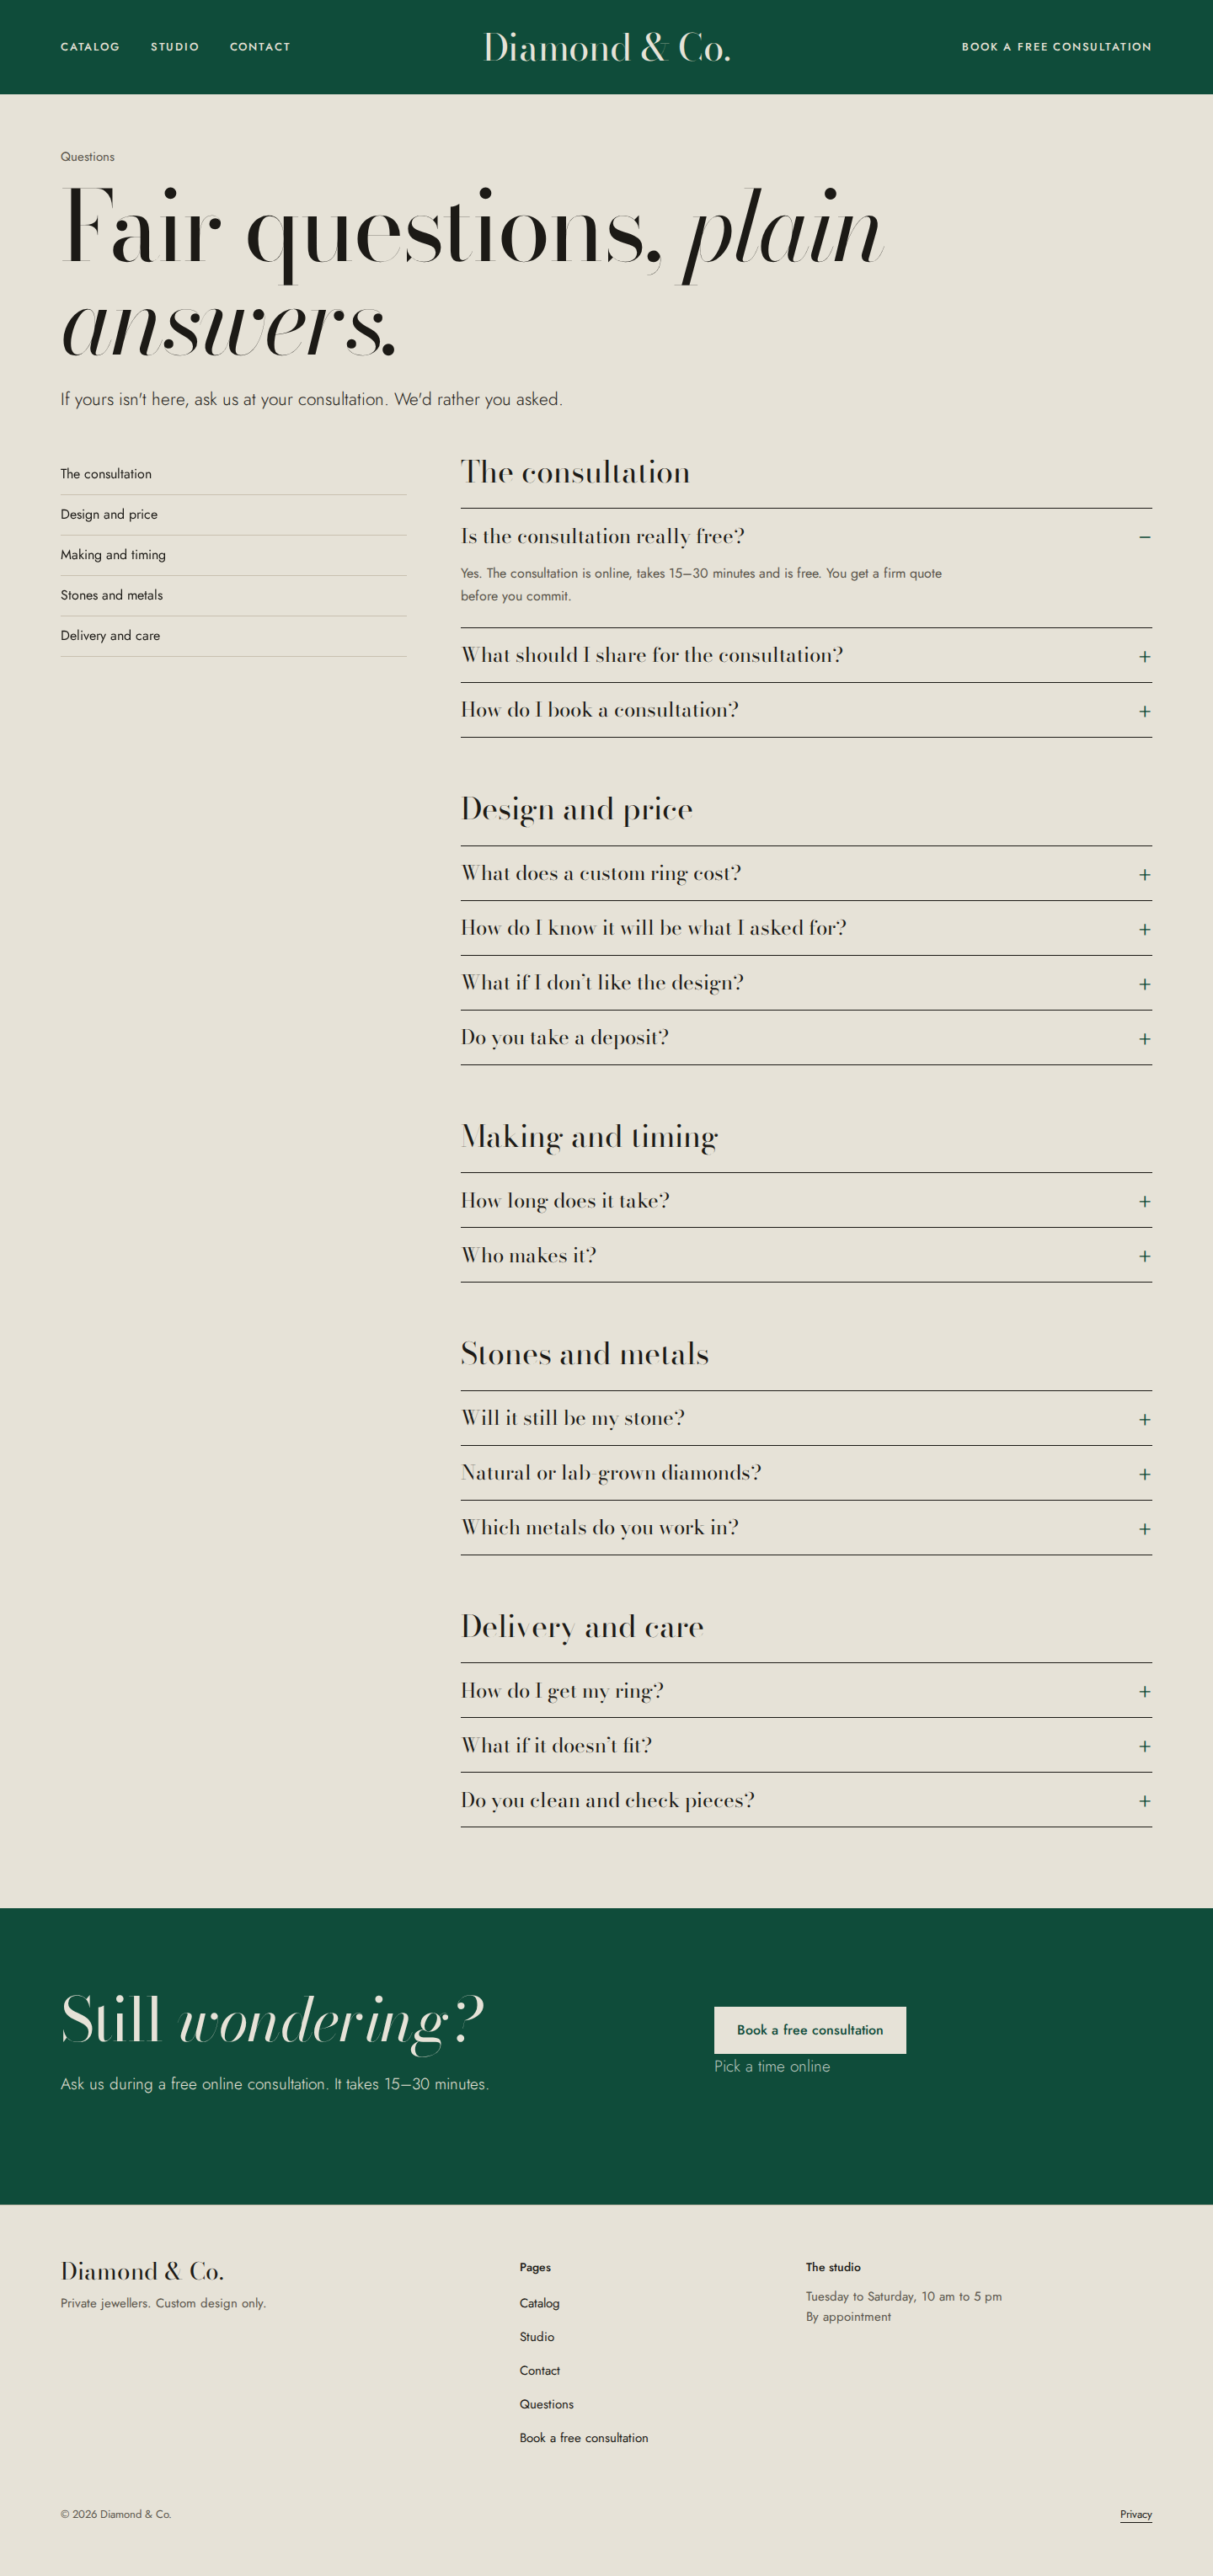 CATALOG STUDIO CONTACT Diamond & Co. BOOK A FREE CONSULTATION
Questions
Fair questions, plain
answers.
If yours isn't here, ask us at your consultation. We'd rather you asked.
The consultation
Design and price
Making and timing
Stones and metals
Delivery and care
The consultation
Is the consultation really free? −
Yes. The consultation is online, takes 15–30 minutes and is free. You get a firm quote
before you commit.
What should I share for the consultation? +
How do I book a consultation? +
Design and price
What does a custom ring cost? +
How do I know it will be what I asked for? +
What if I don’t like the design? +
Do you take a deposit? +
Making and timing
How long does it take? +
Who makes it? +
Stones and metals
Will it still be my stone? +
Natural or lab-grown diamonds? +
Which metals do you work in? +
Delivery and care
How do I get my ring? +
What if it doesn’t fit? +
Do you clean and check pieces? +
Still wondering?
Ask us during a free online consultation. It takes 15–30 minutes.
Book a free consultation
Pick a time online
Diamond & Co.
Private jewellers. Custom design only.
Pages
Catalog
Studio
Contact
Questions
Book a free consultation
The studio
Tuesday to Saturday, 10 am to 5 pm
By appointment
© 2026 Diamond & Co.
Privacy